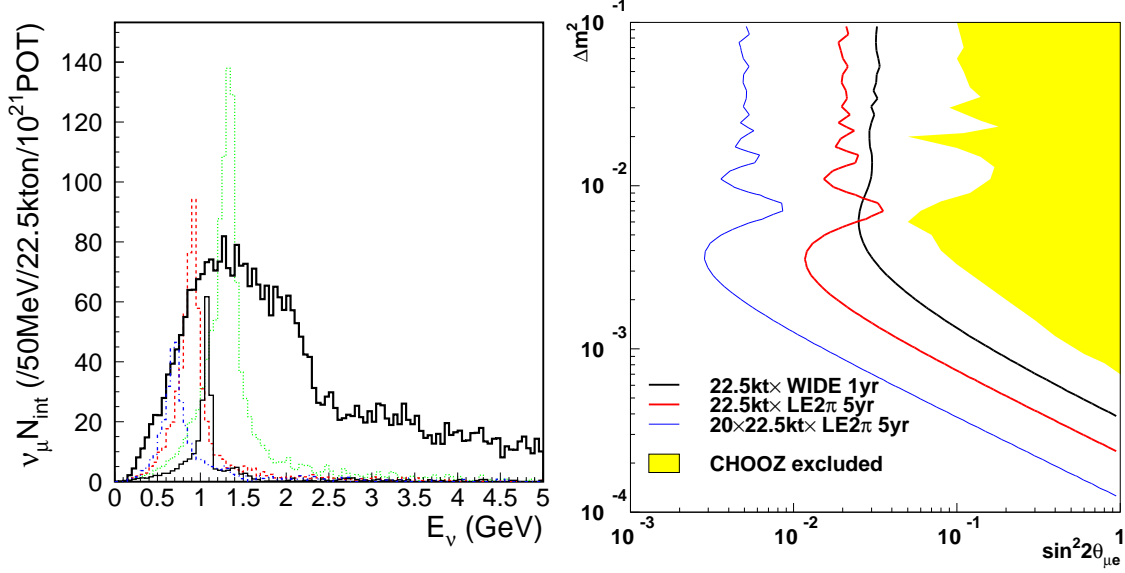 ν_μ N_int (/50MeV/22.5kton/10^21POT)
140
120
100
80
60
40
20
0
0 0.5 1 1.5 2 2.5 3 3.5 4 4.5 5
E_ν (GeV)
Δm^2
10^-1
10^-2
10^-3
10^-4
22.5kt× WIDE 1yr
22.5kt× LE2π 5yr
20×22.5kt× LE2π 5yr
CHOOZ excluded
10^-3 10^-2 10^-1 1
sin^2 2θ_μe